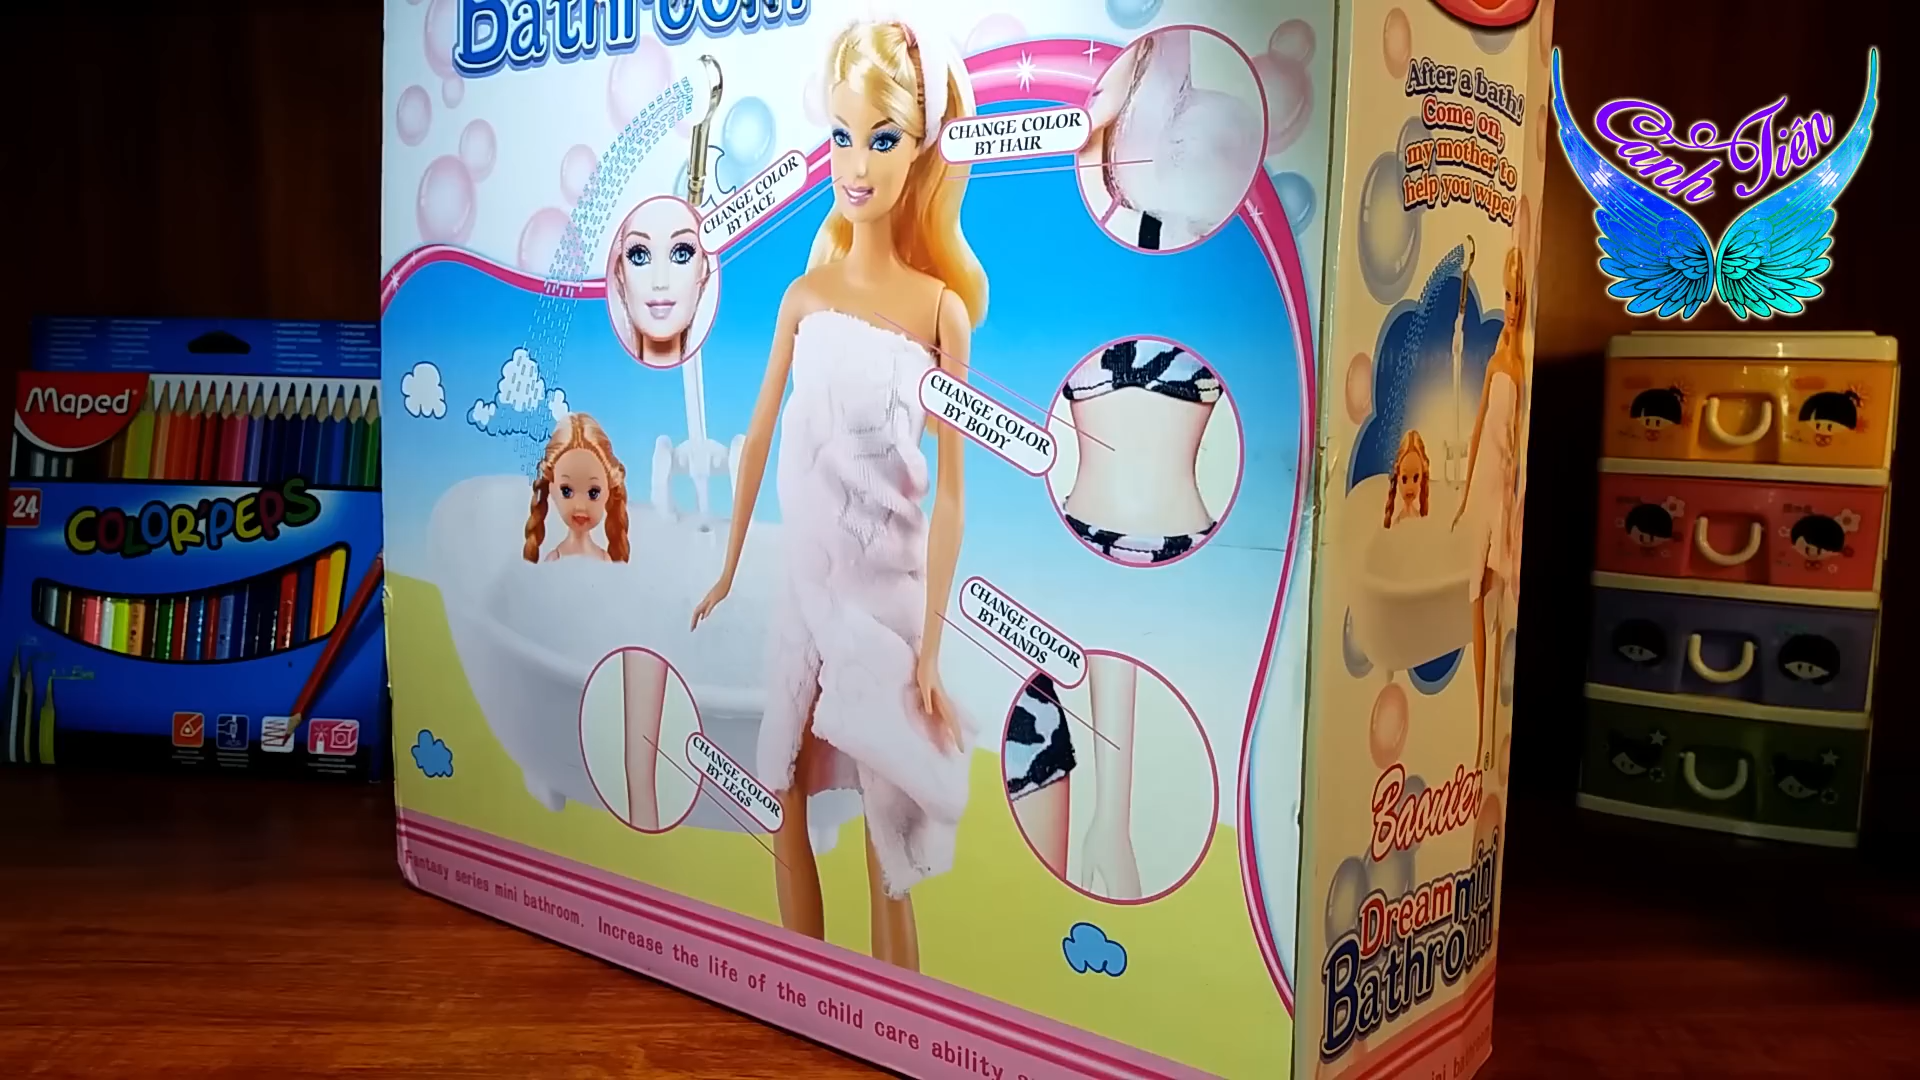 Bathroom
CHANGE COLOR
BY HAIR
CHANGE COLOR
BY FACE
CHANGE COLOR
BY BODY
CHANGE COLOR
BY HANDS
CHANGE COLOR
BY LEGS
Fantasy series mini bathroom. Increase the life of the child care ability
After a bath!
Come on,
my mother to
help you wipe!
Baonier®
Dream mini
Bathroom
Cánh Tiên
Maped®
24
COLOR'PEPS